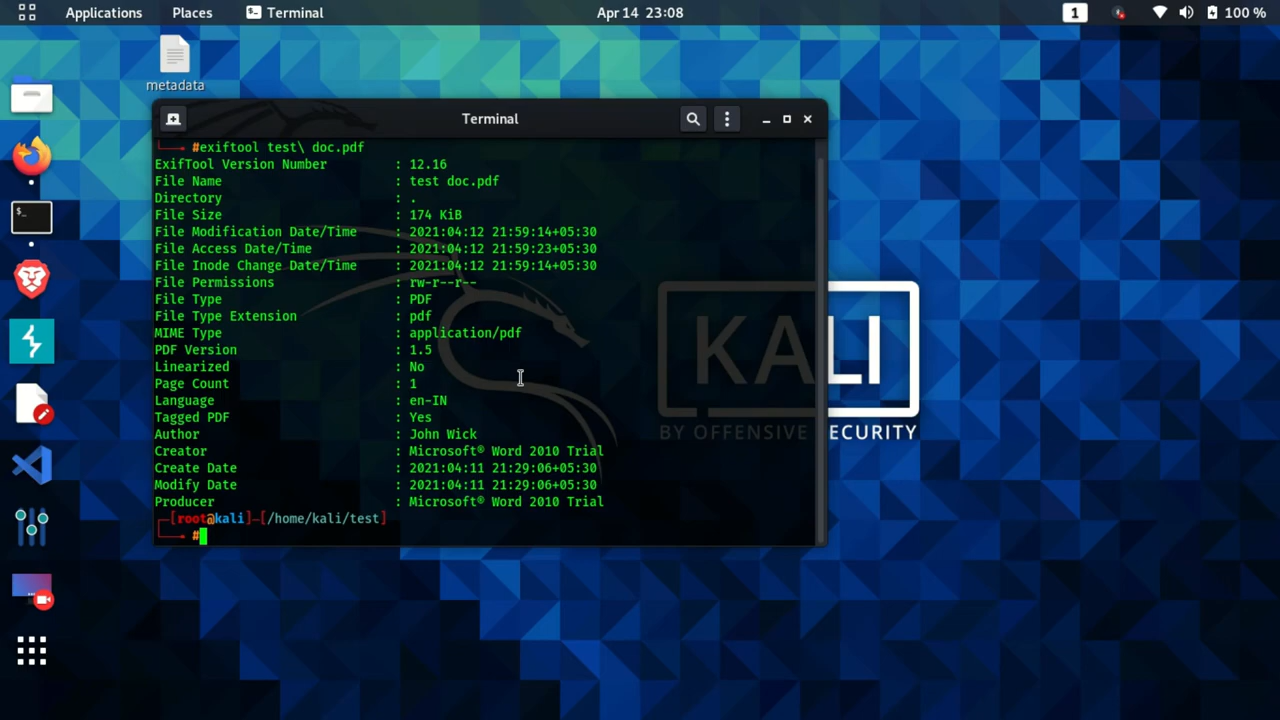 Applications Places Terminal Apr 14 23:08 1 100 %
metadata
Terminal
#exiftool test\ doc.pdf
ExifTool Version Number : 12.16
File Name : test doc.pdf
Directory : .
File Size : 174 KiB
File Modification Date/Time : 2021:04:12 21:59:14+05:30
File Access Date/Time : 2021:04:12 21:59:23+05:30
File Inode Change Date/Time : 2021:04:12 21:59:14+05:30
File Permissions : rw-r--r--
File Type : PDF
File Type Extension : pdf
MIME Type : application/pdf
PDF Version : 1.5
Linearized : No
Page Count : 1
Language : en-IN
Tagged PDF : Yes
Author : John Wick
Creator : Microsoft® Word 2010 Trial
Create Date : 2021:04:11 21:29:06+05:30
Modify Date : 2021:04:11 21:29:06+05:30
Producer : Microsoft® Word 2010 Trial
[root@kali]-[/home/kali/test]
#
KALI
BY OFFENSIVE SECURITY